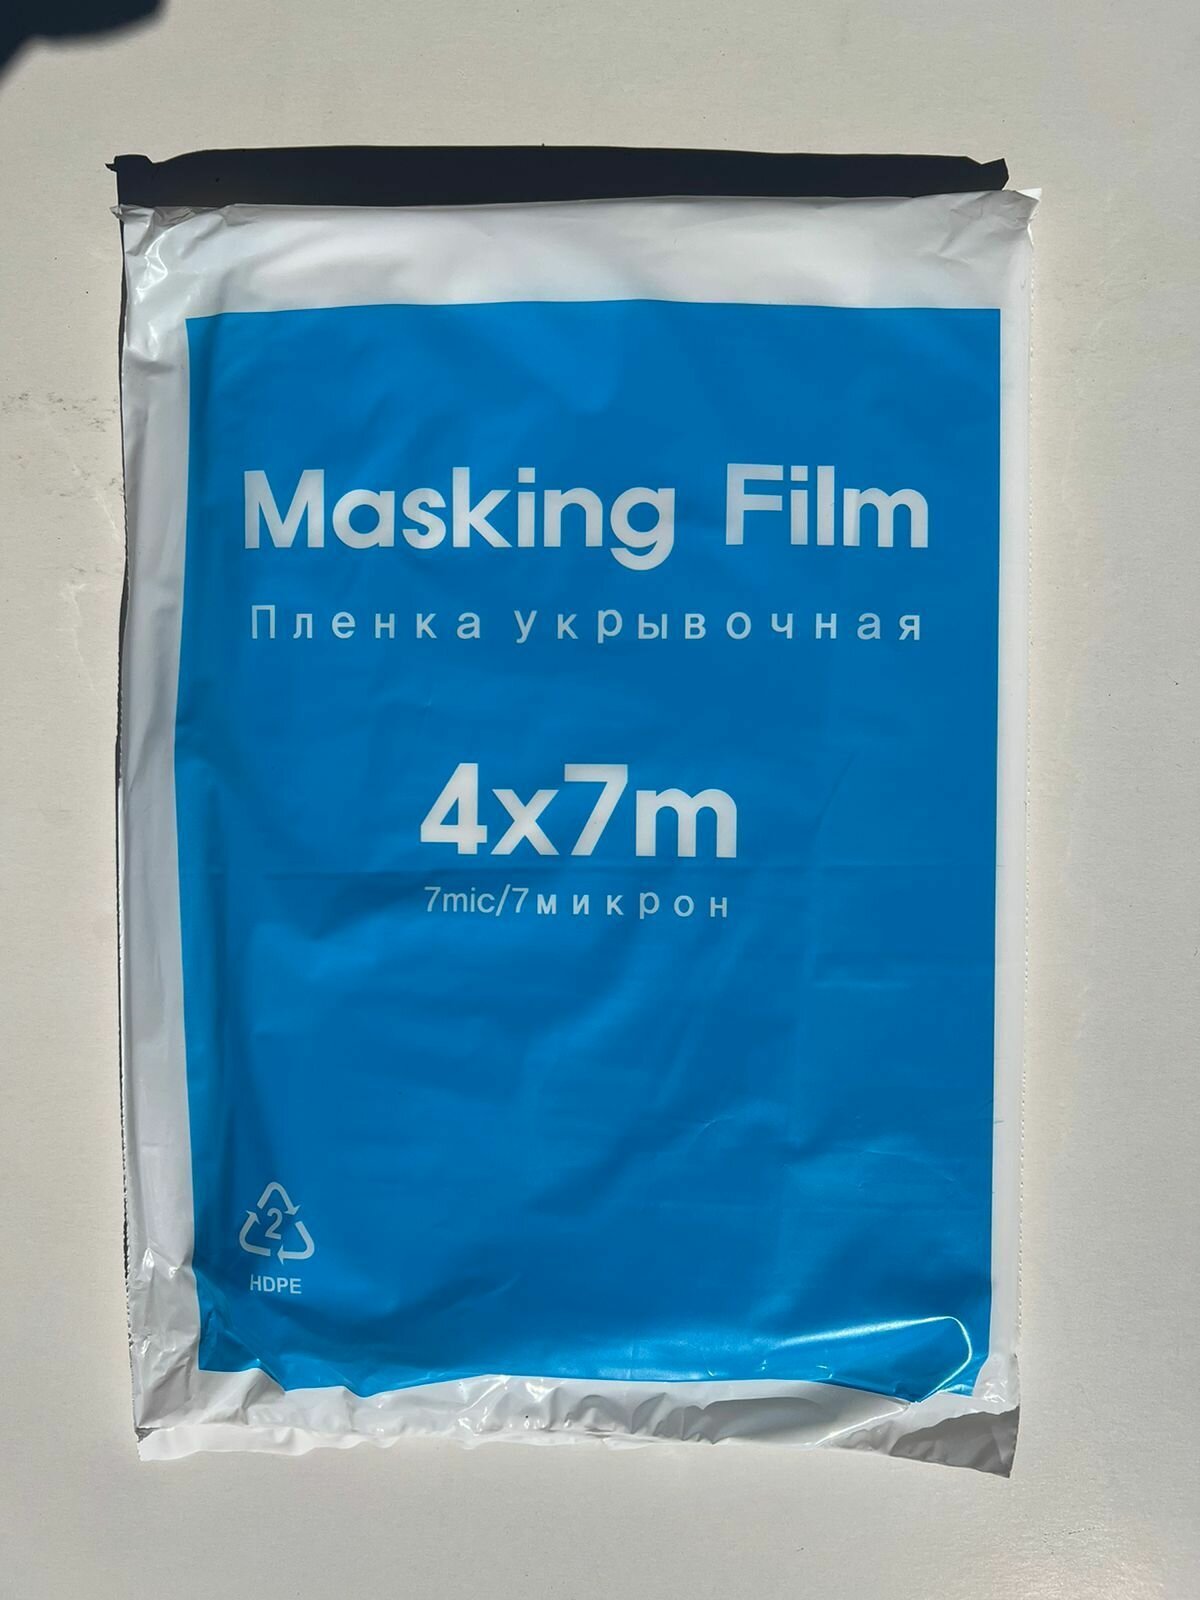 Masking Film
Пленка укрывочная
4x7m
7mic/7микрон
2
HDPE